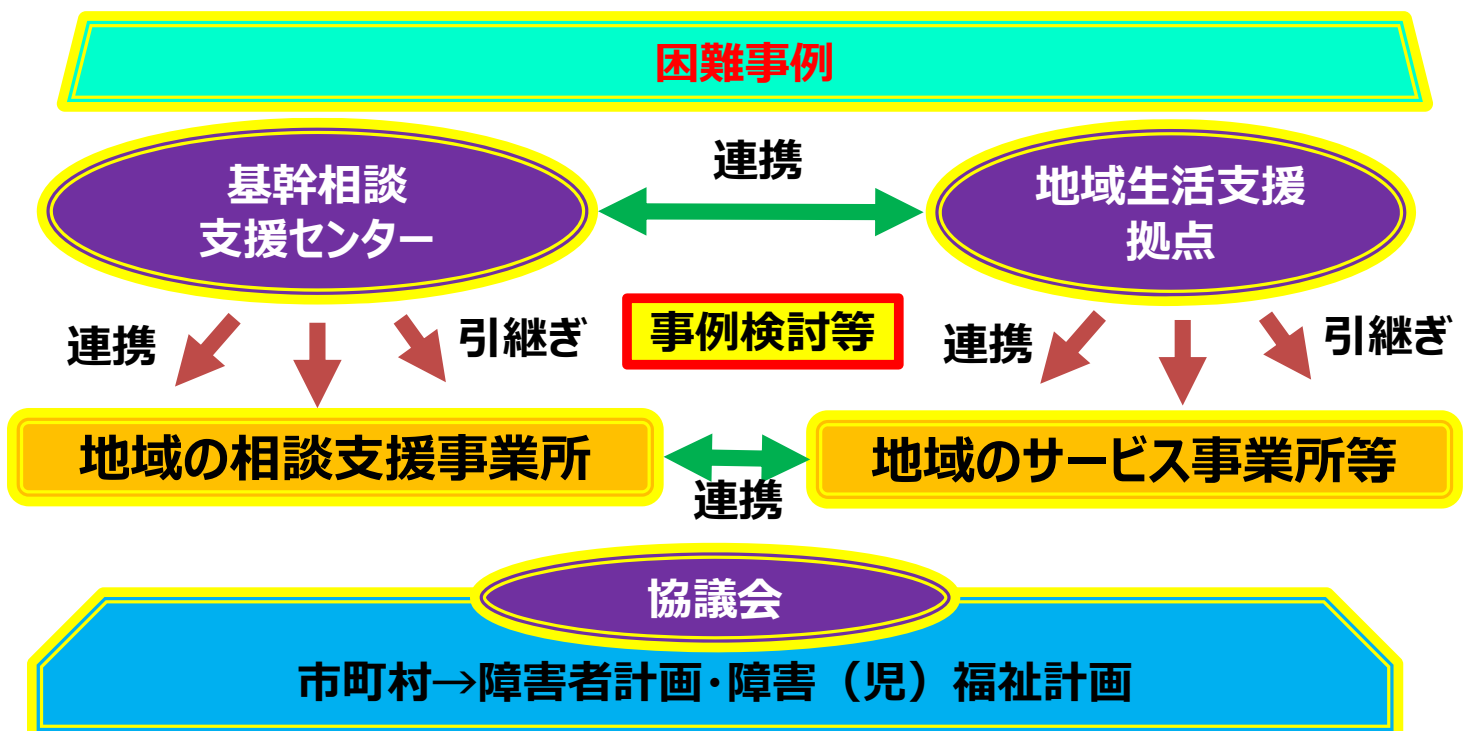 困難事例
基幹相談
支援センター
連携
地域生活支援
拠点
連携
引継ぎ
事例検討等
連携
引継ぎ
地域の相談支援事業所
連携
地域のサービス事業所等
協議会
市町村→障害者計画・障害（児）福祉計画